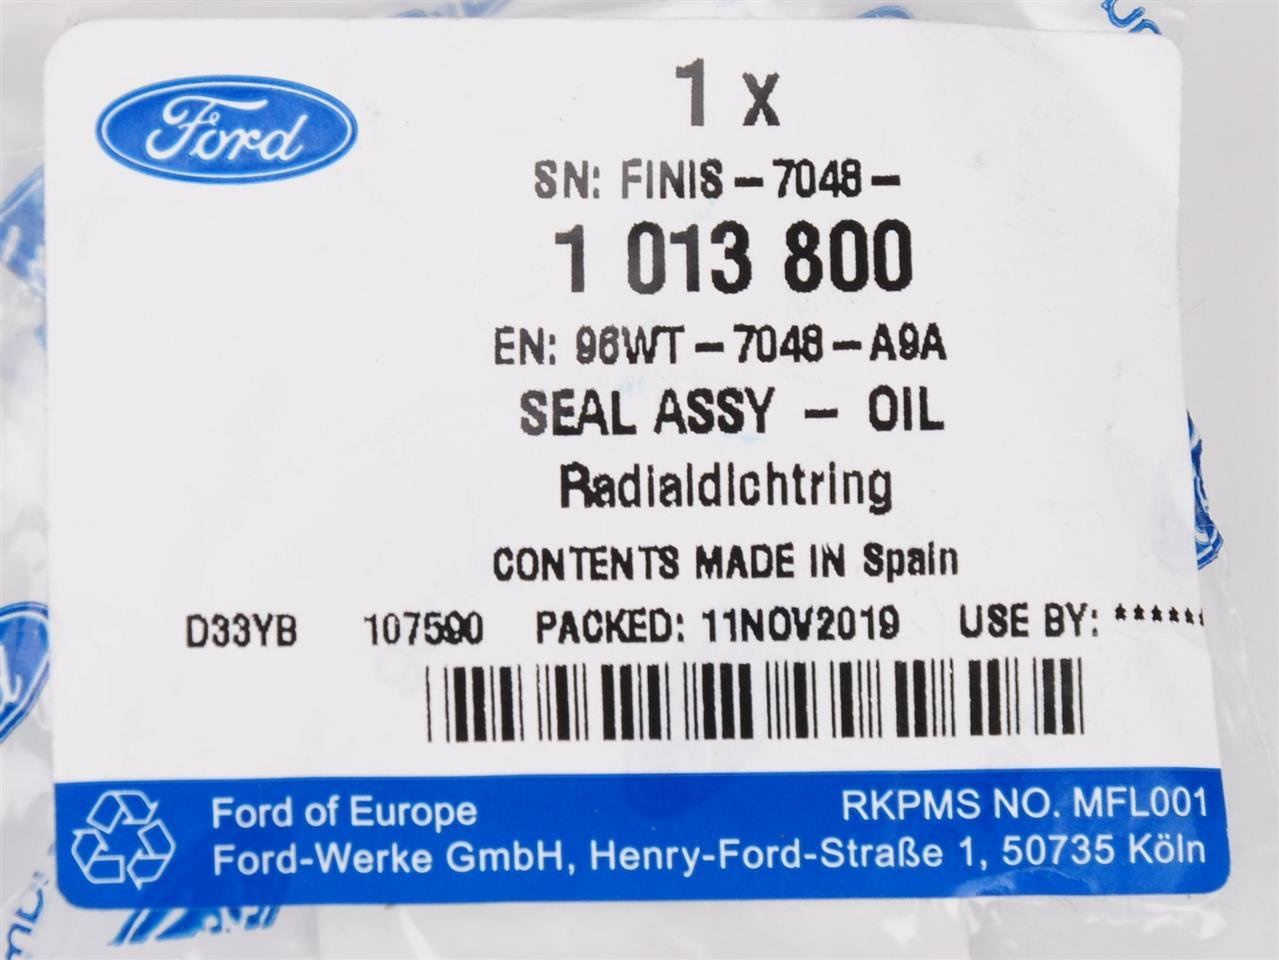 Ford
1 x
SN: FINIS-7048-
1 013 800
EN: 96WT-7048-A9A
SEAL ASSY - OIL
Radialdichtring
CONTENTS MADE IN Spain
D33YB 107590 PACKED: 11NOV2019 USE BY: ******
Ford of Europe RKPMS NO. MFL001
Ford-Werke GmbH, Henry-Ford-Straße 1, 50735 Köln